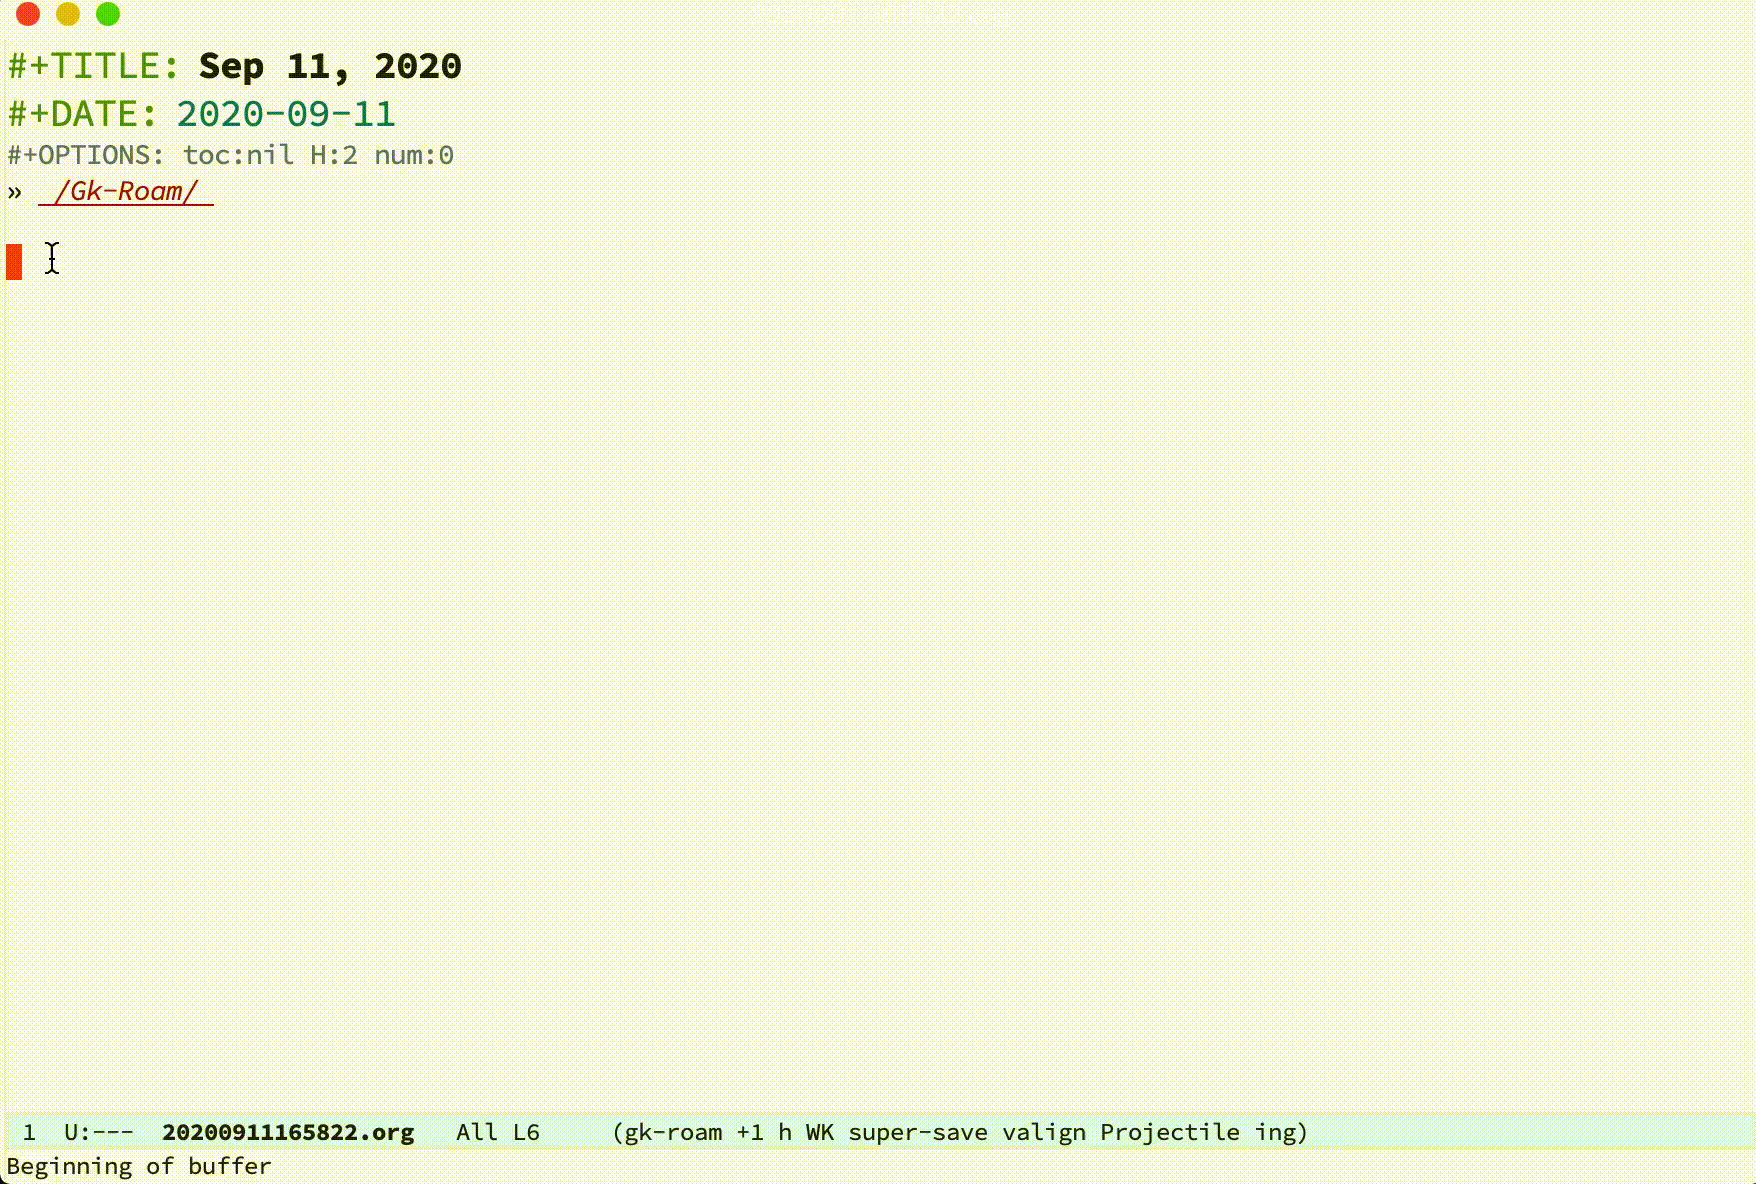 #+TITLE: Sep 11, 2020
#+DATE: 2020-09-11
#+OPTIONS: toc:nil H:2 num:0
» /Gk-Roam/
1 U:--- 20200911165822.org All L6 (gk-roam +1 h WK super-save valign Projectile ing)
Beginning of buffer